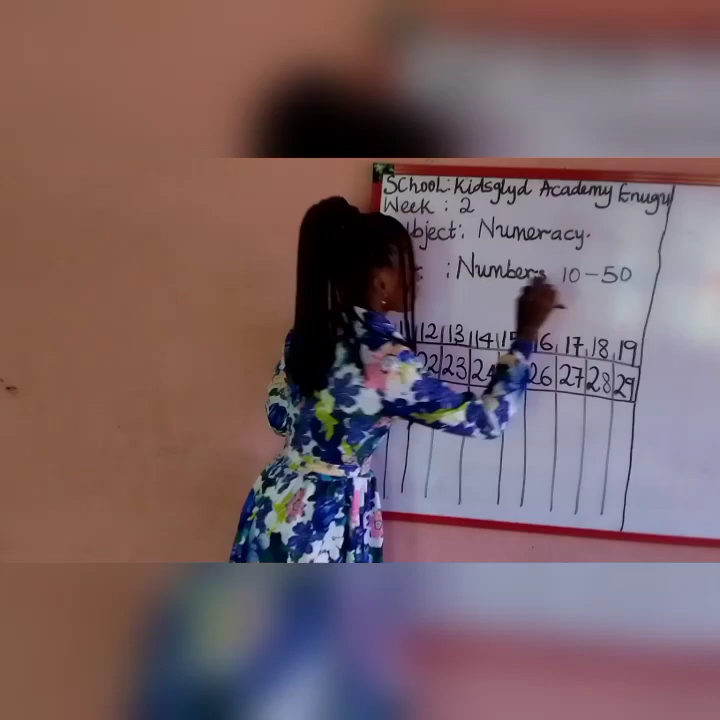 School: Kidsglyd Academy Enugu
Week : 2
Subject: Numeracy.
: Numbers 10-50
12 13 14 16 17 18 19
22 23 24 26 27 28 29